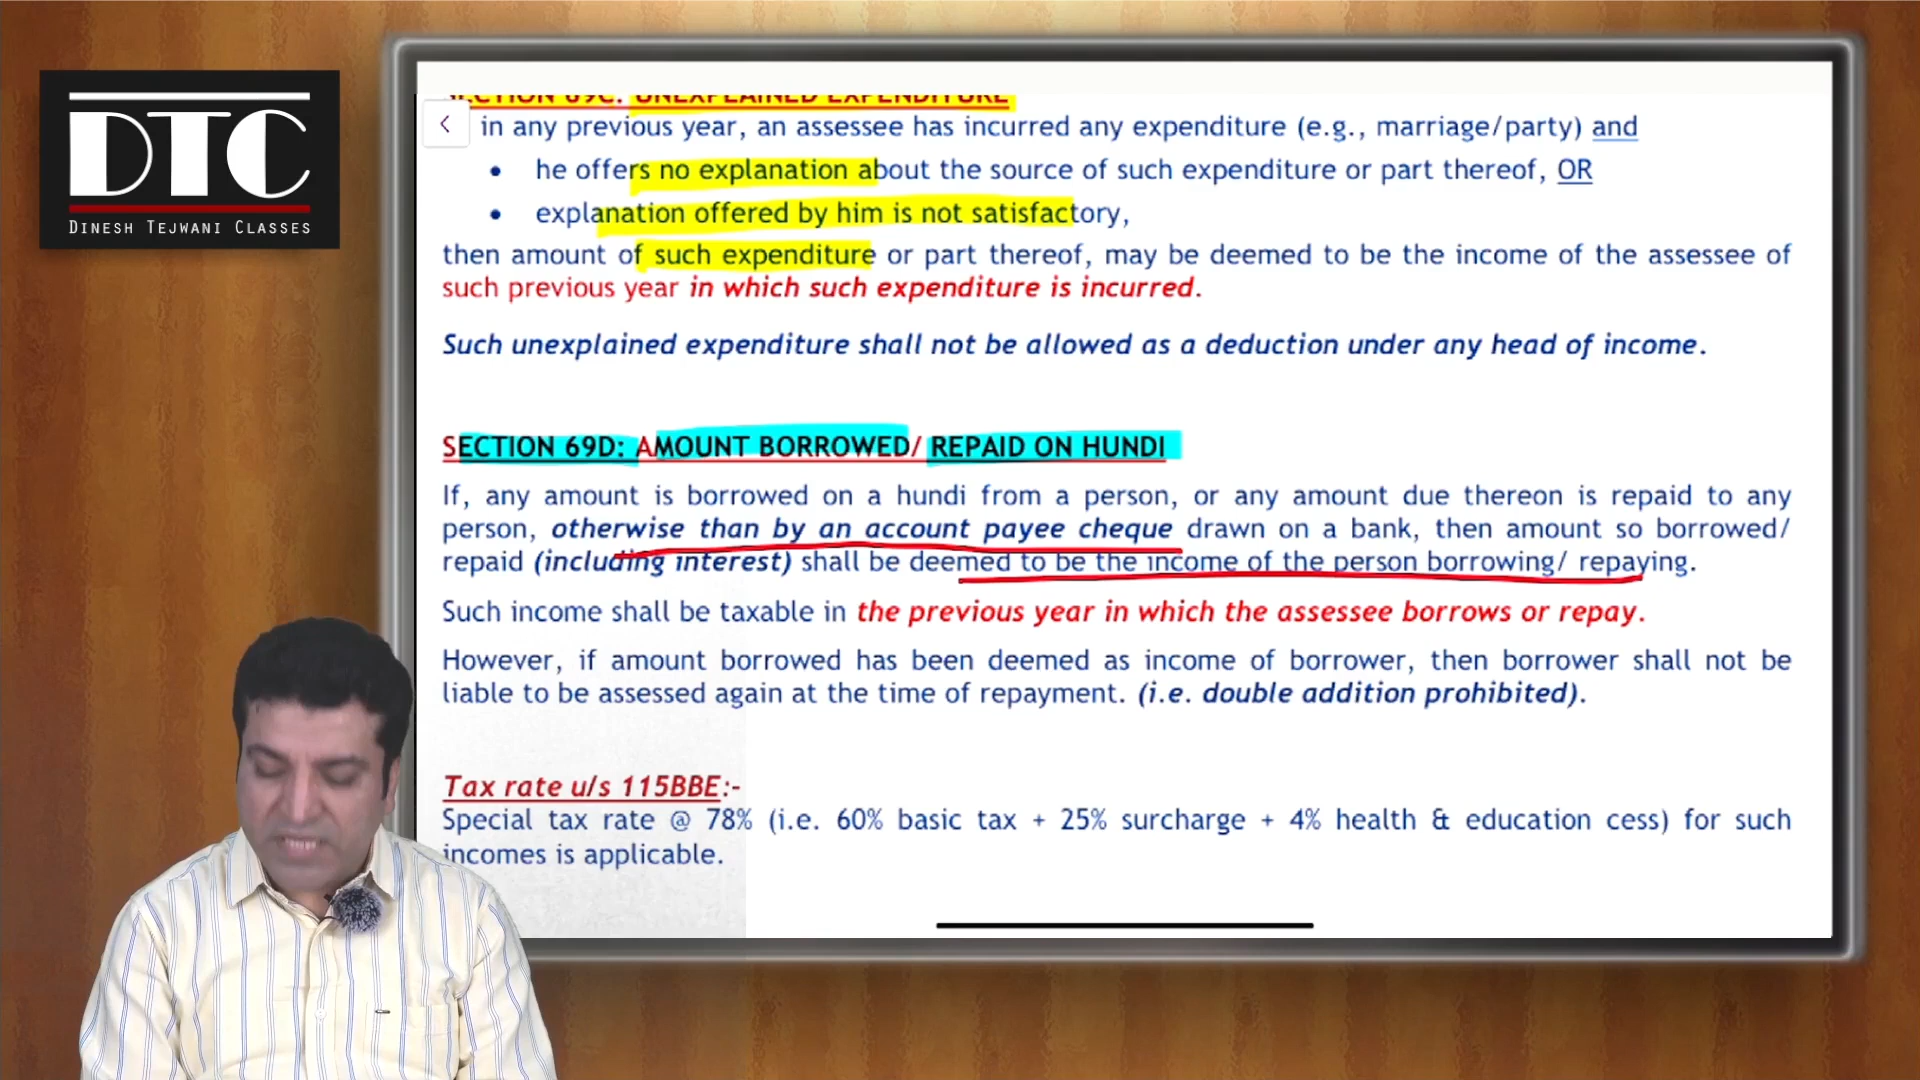 DTC
DINESH TEJWANI CLASSES
SECTION 69C: UNEXPLAINED EXPENDITURE
in any previous year, an assessee has incurred any expenditure (e.g., marriage/party) and
• he offers no explanation about the source of such expenditure or part thereof, OR
• explanation offered by him is not satisfactory,
then amount of such expenditure or part thereof, may be deemed to be the income of the assessee of
such previous year in which such expenditure is incurred.
Such unexplained expenditure shall not be allowed as a deduction under any head of income.
SECTION 69D: AMOUNT BORROWED/ REPAID ON HUNDI
If, any amount is borrowed on a hundi from a person, or any amount due thereon is repaid to any
person, otherwise than by an account payee cheque drawn on a bank, then amount so borrowed/
repaid (including interest) shall be deemed to be the income of the person borrowing/ repaying.
Such income shall be taxable in the previous year in which the assessee borrows or repay.
However, if amount borrowed has been deemed as income of borrower, then borrower shall not be
liable to be assessed again at the time of repayment. (i.e. double addition prohibited).
Tax rate u/s 115BBE:-
Special tax rate @ 78% (i.e. 60% basic tax + 25% surcharge + 4% health & education cess) for such
incomes is applicable.